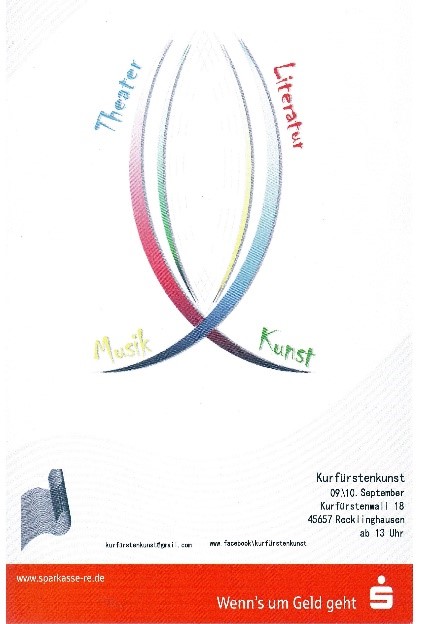 Theater
Literatur
Musik
Kunst
Kurfürstenkunst
09.\10. September
Kurfürstenwall 18
45657 Recklinghausen
ab 13 Uhr
kurfürstenkunst@gmail.com
www.facebook\kurfürstenkunst
www.sparkasse-re.de
Wenn's um Geld geht